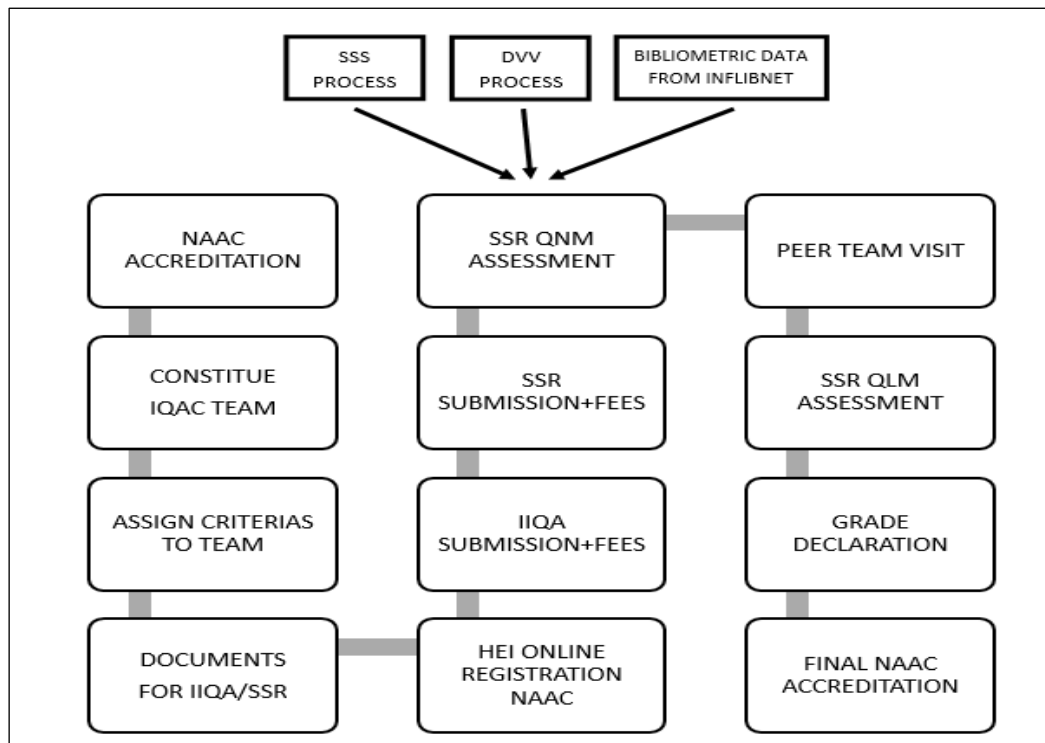 SSS
PROCESS
DVV
PROCESS
BIBLIOMETRIC DATA
FROM INFLIBNET
NAAC
ACCREDITATION
SSR QNM
ASSESSMENT
PEER TEAM VISIT
CONSTITUE
IQAC TEAM
SSR
SUBMISSION+FEES
SSR QLM
ASSESSMENT
ASSIGN CRITERIAS
TO TEAM
IIQA
SUBMISSION+FEES
GRADE
DECLARATION
DOCUMENTS
FOR IIQA/SSR
HEI ONLINE
REGISTRATION
NAAC
FINAL NAAC
ACCREDITATION